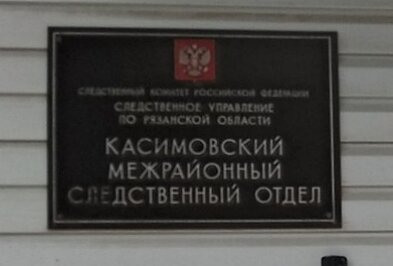 СЛЕДСТВЕННЫЙ КОМИТЕТ РОССИЙСКОЙ ФЕДЕРАЦИИ
СЛЕДСТВЕННОЕ УПРАВЛЕНИЕ
ПО РЯЗАНСКОЙ ОБЛАСТИ
КАСИМОВСКИЙ
МЕЖРАЙОННЫЙ
СЛЕДСТВЕННЫЙ ОТДЕЛ